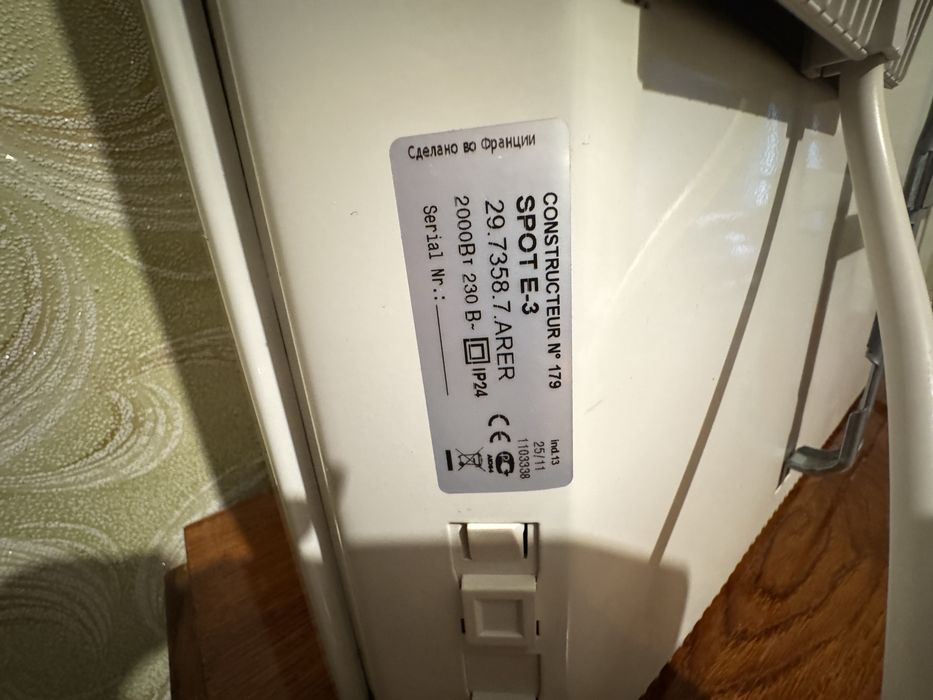 Сделано во Франции
CONSTRUCTEUR N° 179
SPOT E-3
29.7358.7.ARER
2000Вт 230 В~ IP24
Serial Nr.:
CE
ind.13
25/11
1103338